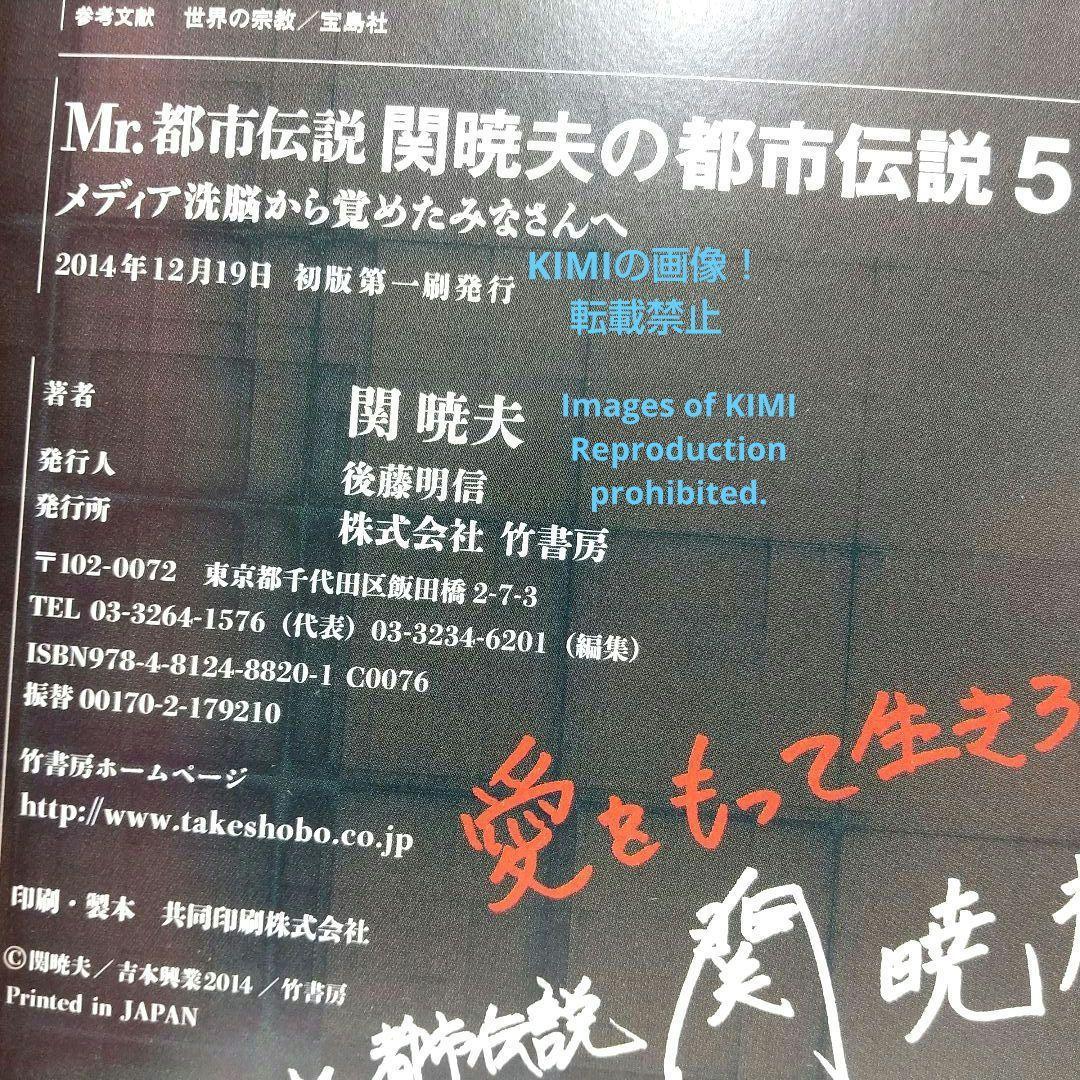 参考文献 世界の宗教／宝島社
Mr.都市伝説 関暁夫の都市伝説 5
メディア洗脳から覚めたみなさんへ
2014年12月19日 初版第一刷発行
KIMIの画像！
転載禁止
著者 関 暁夫
Images of KIMI
Reproduction
prohibited.
発行人 後藤明信
発行所 株式会社 竹書房
〒102-0072 東京都千代田区飯田橋 2-7-3
TEL 03-3264-1576（代表）03-3234-6201（編集）
ISBN978-4-8124-8820-1 C0076
振替 00170-2-179210
竹書房ホームページ
http://www.takeshobo.co.jp
愛をもって生きろ
印刷・製本 共同印刷株式会社
関 暁
©関暁夫／吉本興業2014／竹書房
Printed in JAPAN
都市伝説